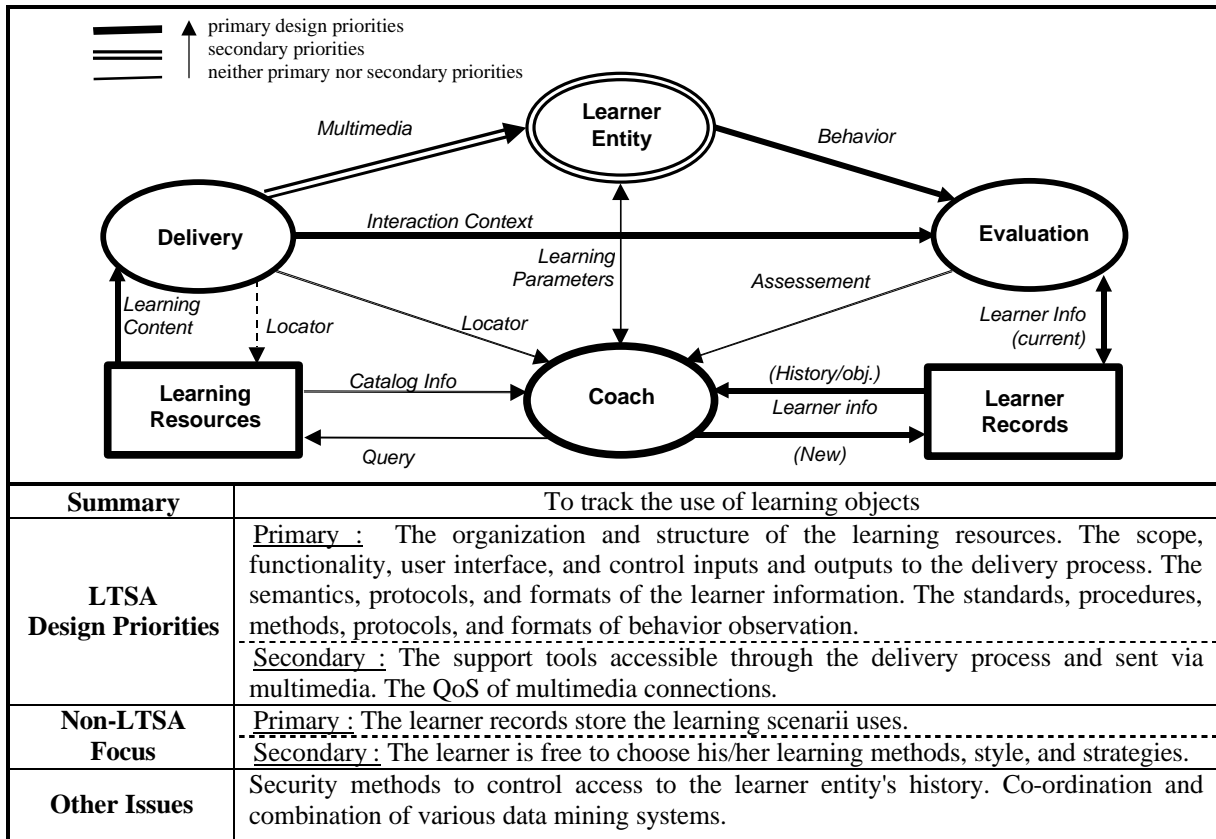 primary design priorities
secondary priorities
neither primary nor secondary priorities
Learner
Entity
Multimedia
Behavior
Delivery
Interaction Context
Evaluation
Learning
Parameters
Assessement
Learning
Content
Locator
Locator
Learner Info
(current)
Learning
Resources
Catalog Info
Coach
(History/obj.)
Learner info
Learner
Records
Query
(New)
Summary
To track the use of learning objects
LTSA
Design Priorities
Primary : The organization and structure of the learning resources. The scope,
functionality, user interface, and control inputs and outputs to the delivery process. The
semantics, protocols, and formats of the learner information. The standards, procedures,
methods, protocols, and formats of behavior observation.
Secondary : The support tools accessible through the delivery process and sent via
multimedia. The QoS of multimedia connections.
Non-LTSA
Focus
Primary : The learner records store the learning scenarii uses.
Secondary : The learner is free to choose his/her learning methods, style, and strategies.
Other Issues
Security methods to control access to the learner entity's history. Co-ordination and
combination of various data mining systems.